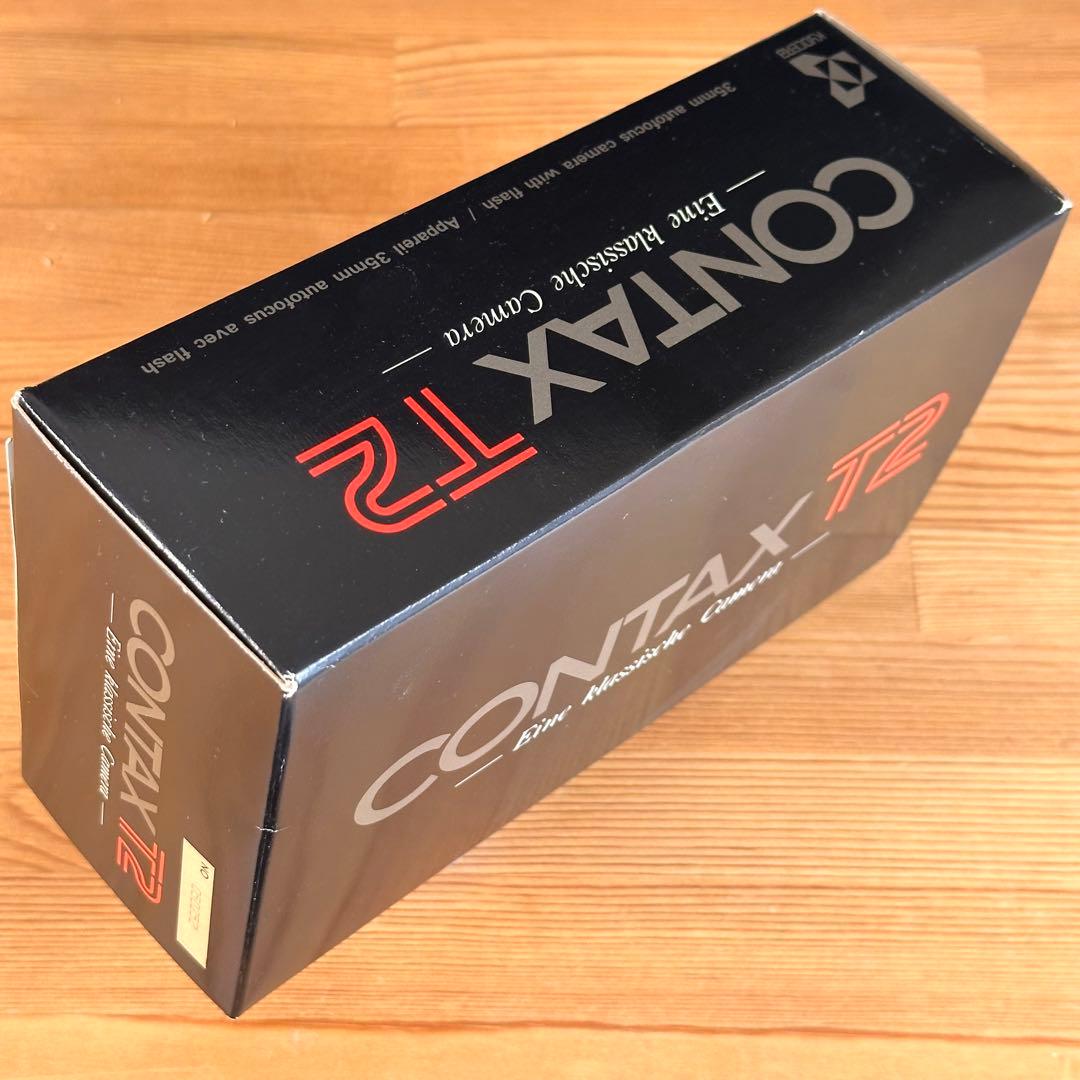 KYOCERA
CONTAX T2
— Eine klassische Camera —
35mm autofocus camera with flash / Appareil 35mm autofocus avec flash
CONTAX T2
— Eine klassische Camera —
CONTAX T2
— Eine klassische Camera —
NO.